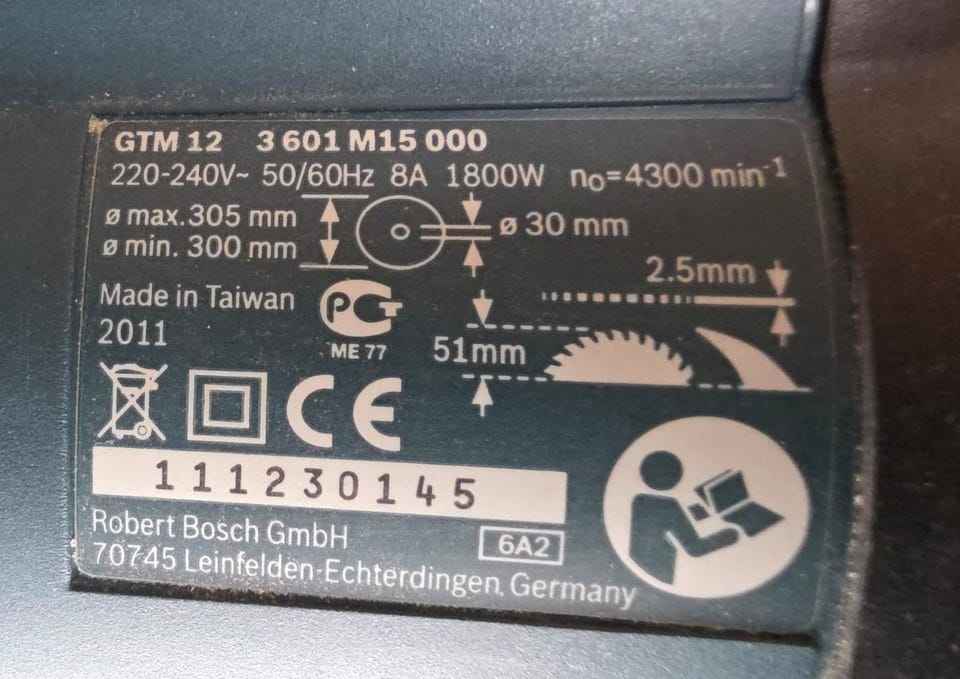 GTM 12 3 601 M15 000
220-240V~ 50/60Hz 8A 1800W n₀=4300 min⁻¹
ø max. 305 mm
ø min. 300 mm
ø 30 mm
2.5mm
Made in Taiwan
2011
PCT
ME 77
51mm
CE
111230145
Robert Bosch GmbH
6A2
70745 Leinfelden-Echterdingen, Germany